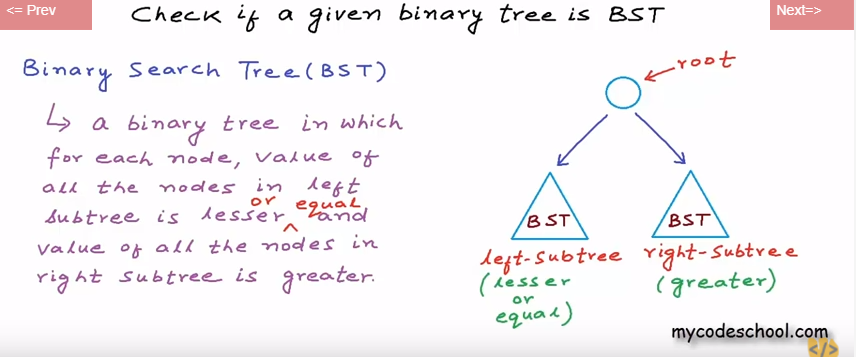 <= Prev
Check if a given binary tree is BST
Next=>
Binary Search Tree (BST)
↳ a binary tree in which
for each node, value of
all the nodes in left
or equal
subtree is lesser ^ and
value of all the nodes in
right subtree is greater.
root
BST
BST
left-subtree
(lesser
or
equal)
right-subtree
(greater)
mycodeschool.com
</>